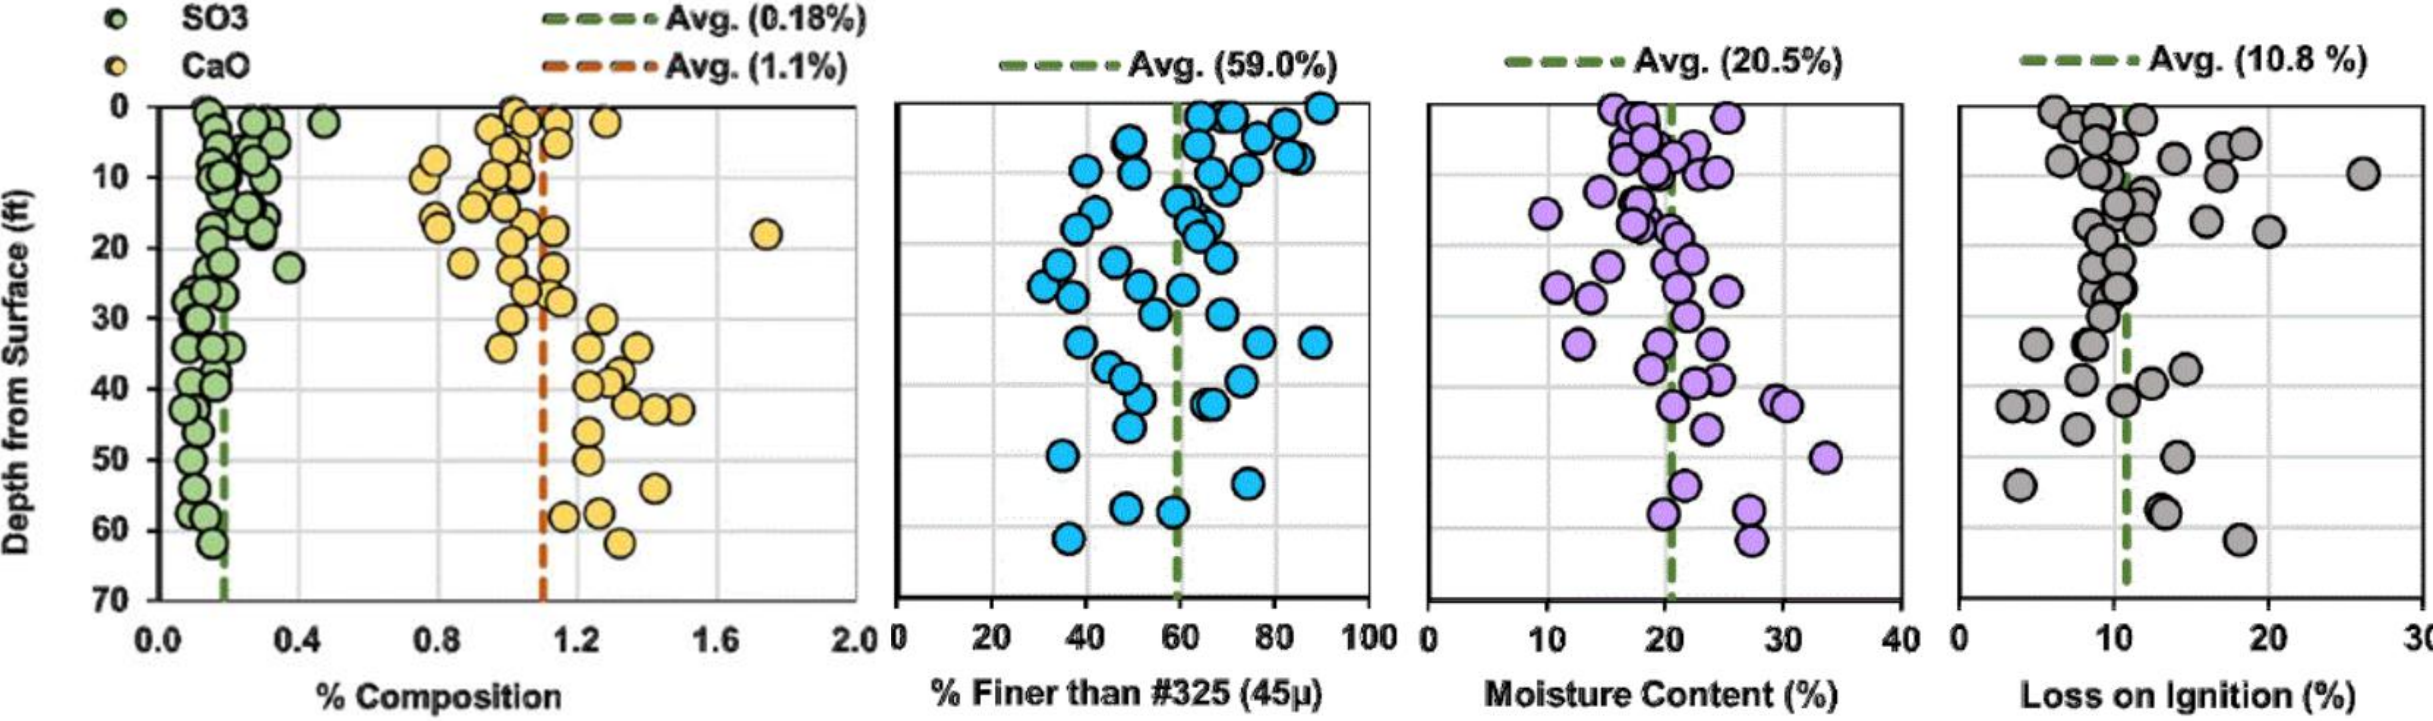 SO3
Avg. (0.18%)
CaO
Avg. (1.1%)
Avg. (59.0%)
Avg. (20.5%)
Avg. (10.8 %)
Depth from Surface (ft)
0
10
20
30
40
50
60
70
0.0 0.4 0.8 1.2 1.6 2.0
0 20 40 60 80 100
0 10 20 30 40
0 10 20 30
% Composition
% Finer than #325 (45µ)
Moisture Content (%)
Loss on Ignition (%)